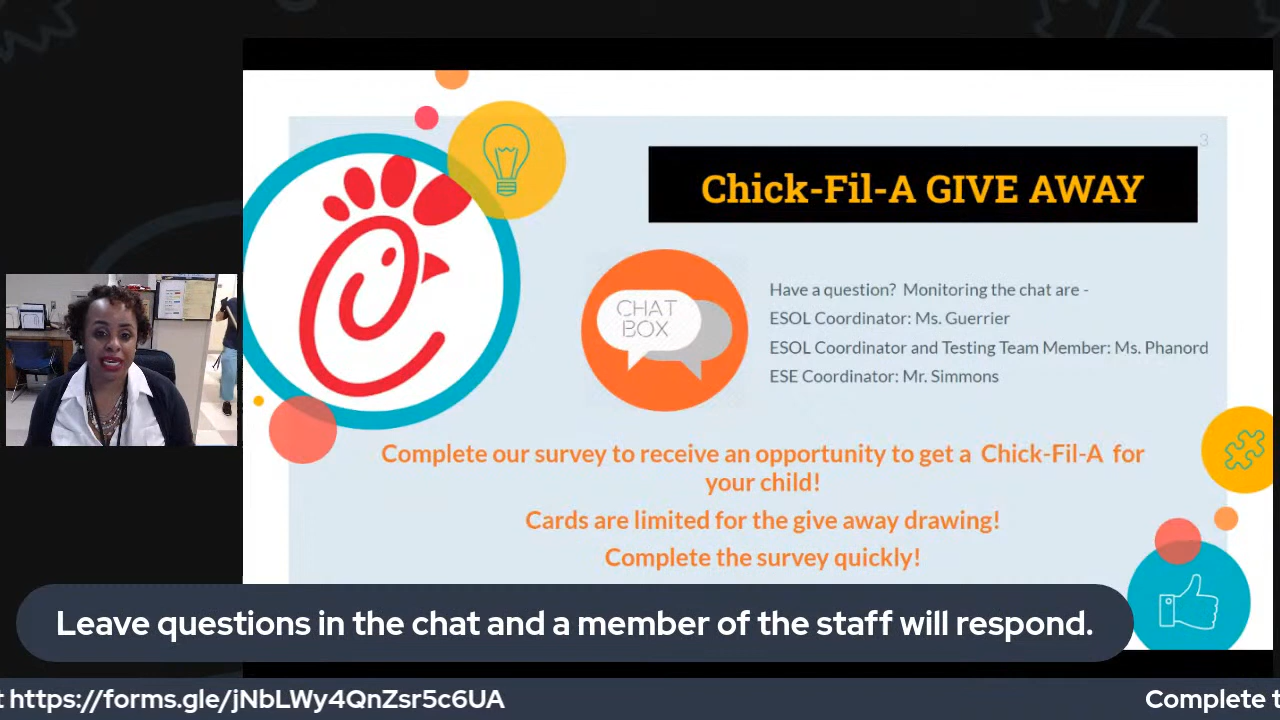 3
Chick-Fil-A GIVE AWAY
CHAT
BOX
Have a question? Monitoring the chat are -
ESOL Coordinator: Ms. Guerrier
ESOL Coordinator and Testing Team Member: Ms. Phanord
ESE Coordinator: Mr. Simmons
Complete our survey to receive an opportunity to get a Chick-Fil-A for
your child!
Cards are limited for the give away drawing!
Complete the survey quickly!
Leave questions in the chat and a member of the staff will respond.
t https://forms.gle/jNbLWy4QnZsr5c6UA
Complete t